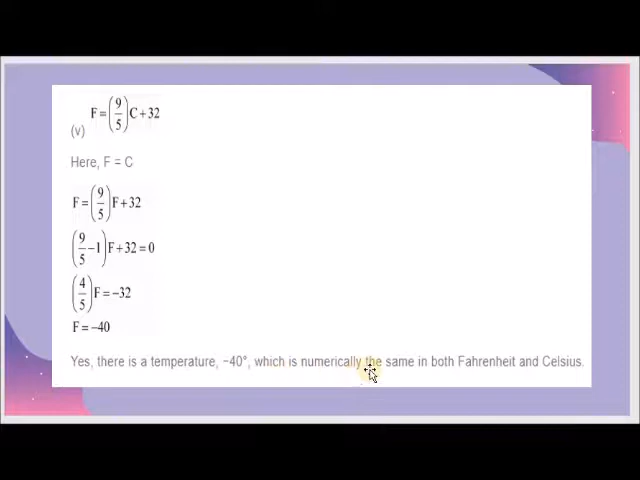 (v) F = (9/5)C + 32
Here, F = C
F = (9/5)F + 32
(9/5 − 1)F + 32 = 0
(4/5)F = −32
F = −40
Yes, there is a temperature, −40°, which is numerically the same in both Fahrenheit and Celsius.